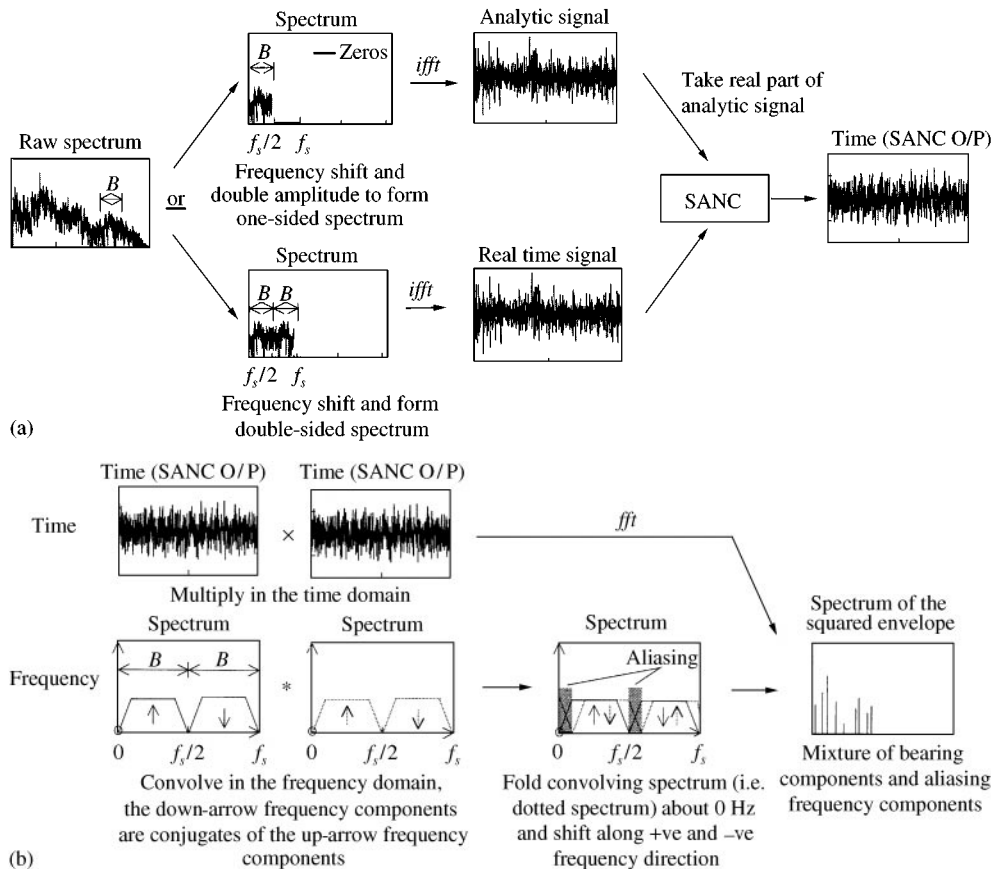 Spectrum
B
Zeros
f_s/2 f_s
Frequency shift and
double amplitude to form
one-sided spectrum
ifft
Analytic signal
Take real part of
analytic signal
Raw spectrum
B
or
SANC
Time (SANC O/P)
Spectrum
B B
f_s/2 f_s
Frequency shift and form
double-sided spectrum
ifft
Real time signal
(a)
Time (SANC O/P) Time (SANC O/P)
Time
×
fft
Multiply in the time domain
Spectrum Spectrum Spectrum
Spectrum of the
squared envelope
Frequency
B B
*
Aliasing
0 f_s/2 f_s
0 f_s/2 f_s
0 f_s/2 f_s
Convolve in the frequency domain,
the down-arrow frequency components
are conjugates of the up-arrow frequency
components
Fold convolving spectrum (i.e.
dotted spectrum) about 0 Hz
and shift along +ve and –ve
frequency direction
Mixture of bearing
components and aliasing
frequency components
(b)